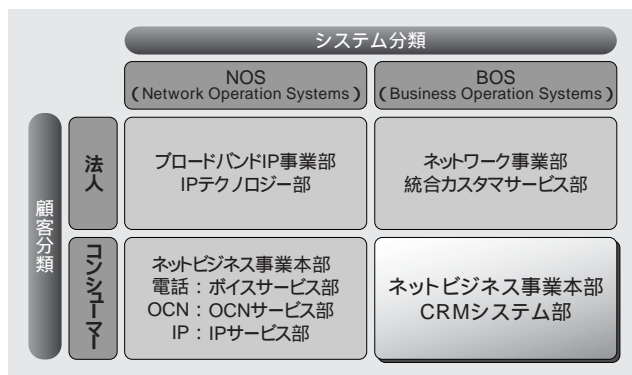 システム分類
NOS
（Network Operation Systems）
BOS
（Business Operation Systems）
顧客分類
法人
ブロードバンドIP事業部
IPテクノロジー部
ネットワーク事業部
統合カスタマサービス部
コンシューマー
ネットビジネス事業本部
電話：ボイスサービス部
OCN：OCNサービス部
IP：IPサービス部
ネットビジネス事業本部
CRMシステム部